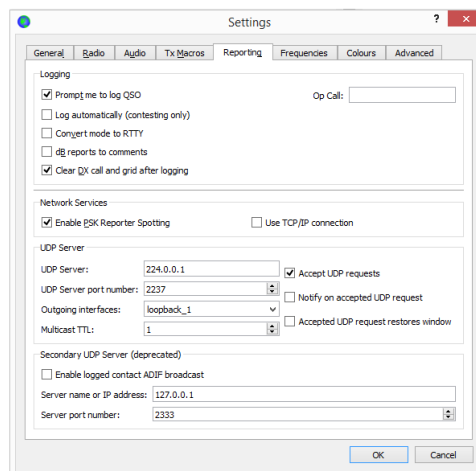 Settings
? ×
General Radio Audio Tx Macros Reporting Frequencies Colours Advanced
Logging
Prompt me to log QSO Op Call:
Log automatically (contesting only)
Convert mode to RTTY
dB reports to comments
Clear DX call and grid after logging
Network Services
Enable PSK Reporter Spotting Use TCP/IP connection
UDP Server
UDP Server: 224.0.0.1 Accept UDP requests
UDP Server port number: 2237 Notify on accepted UDP request
Outgoing interfaces: loopback_1 Accepted UDP request restores window
Multicast TTL: 1
Secondary UDP Server (deprecated)
Enable logged contact ADIF broadcast
Server name or IP address: 127.0.0.1
Server port number: 2333
OK Cancel